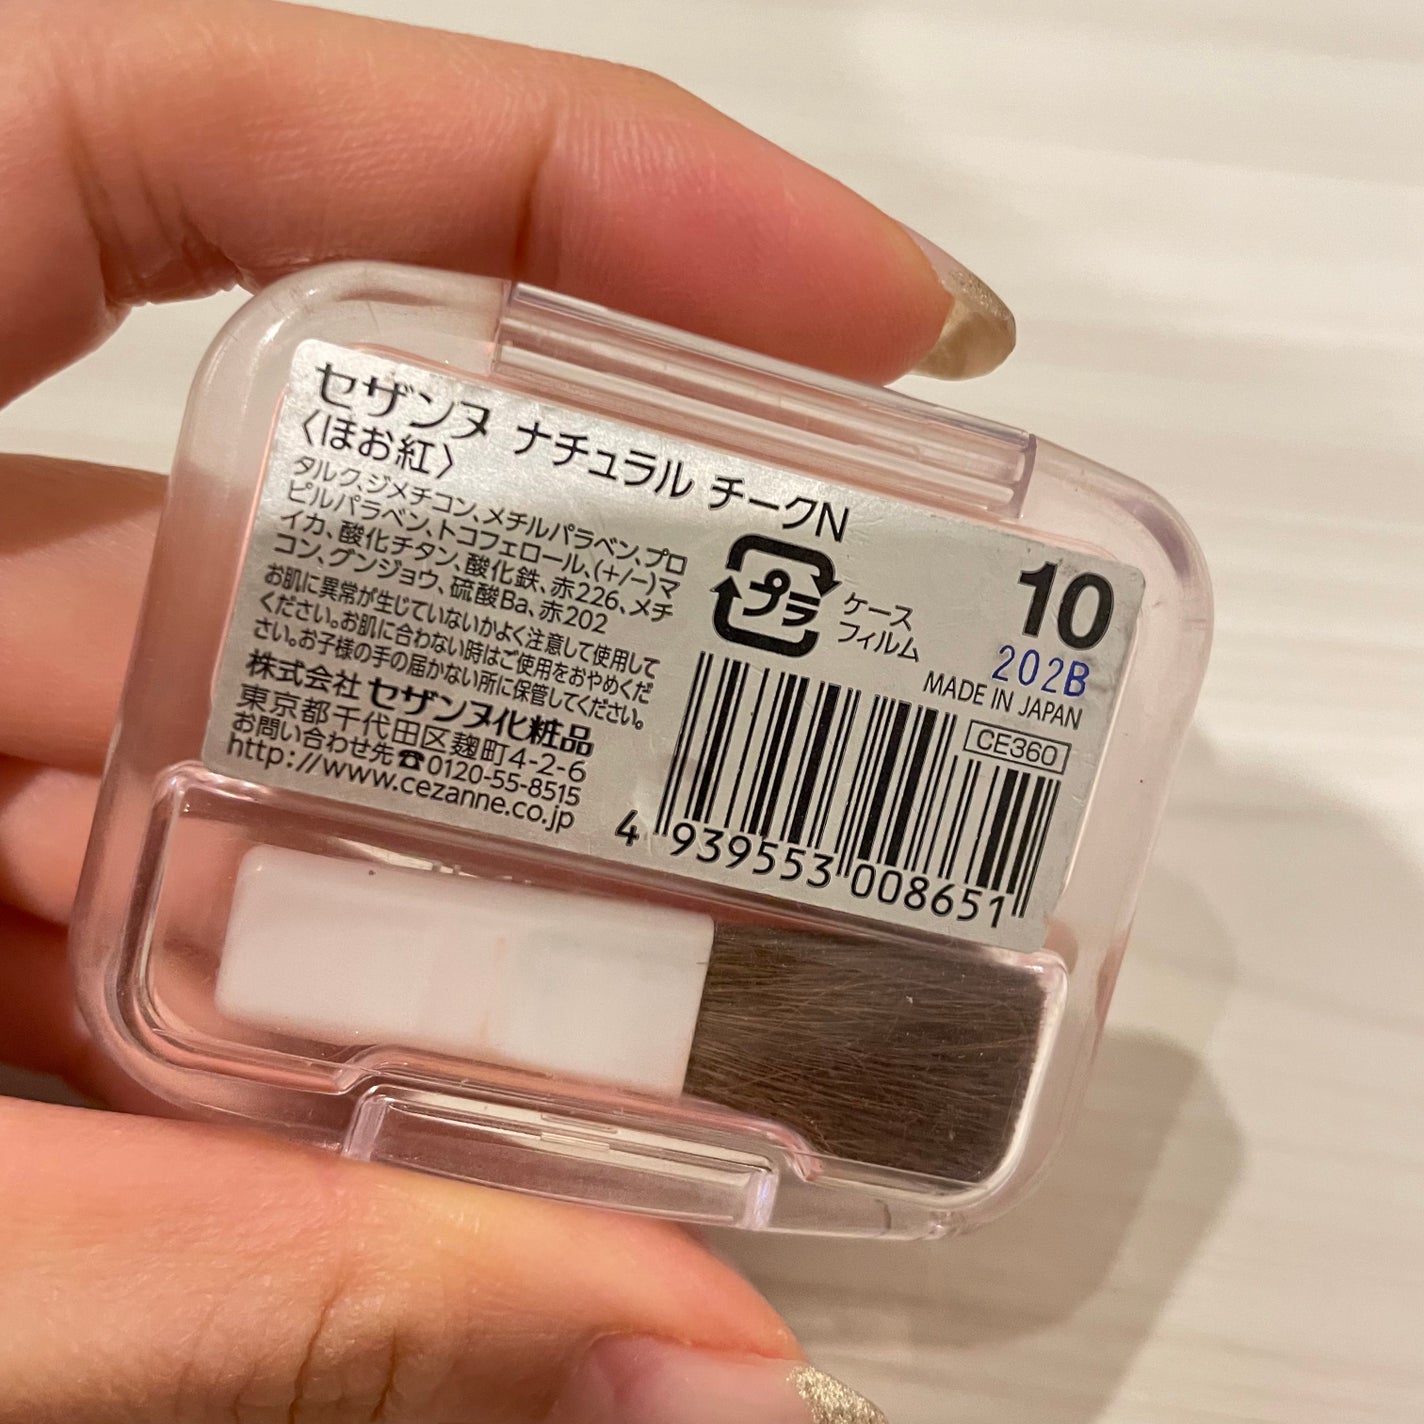 セザンヌ ナチュラル チークN
〈ほお紅〉
タルク、ジメチコン、メチルパラベン、プロ
ピルパラベン、トコフェロール、(+/-)マ
イカ、酸化チタン、酸化鉄、赤226、メチ
コン、グンジョウ、硫酸Ba、赤202
お肌に異常が生じていないかよく注意して使用して
ください。お肌に合わない時はご使用をおやめくだ
さい。お子様の手の届かない所に保管してください。
株式会社 セザンヌ化粧品
東京都千代田区麹町4-2-6
お問い合わせ先☎0120-55-8515
http://www.cezanne.co.jp
プラ
ケース
フィルム
10
202B
MADE IN JAPAN
CE360
4 939553 008651